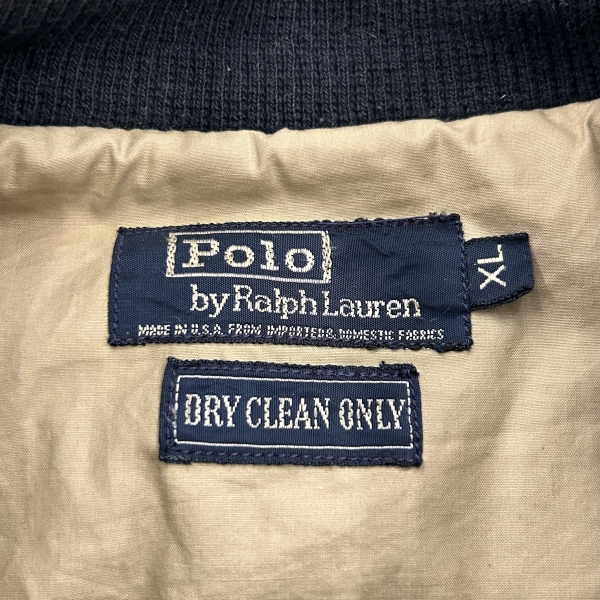 Polo
by Ralph Lauren
MADE IN U.S.A. FROM IMPORTED & DOMESTIC FABRICS
XL
DRY CLEAN ONLY